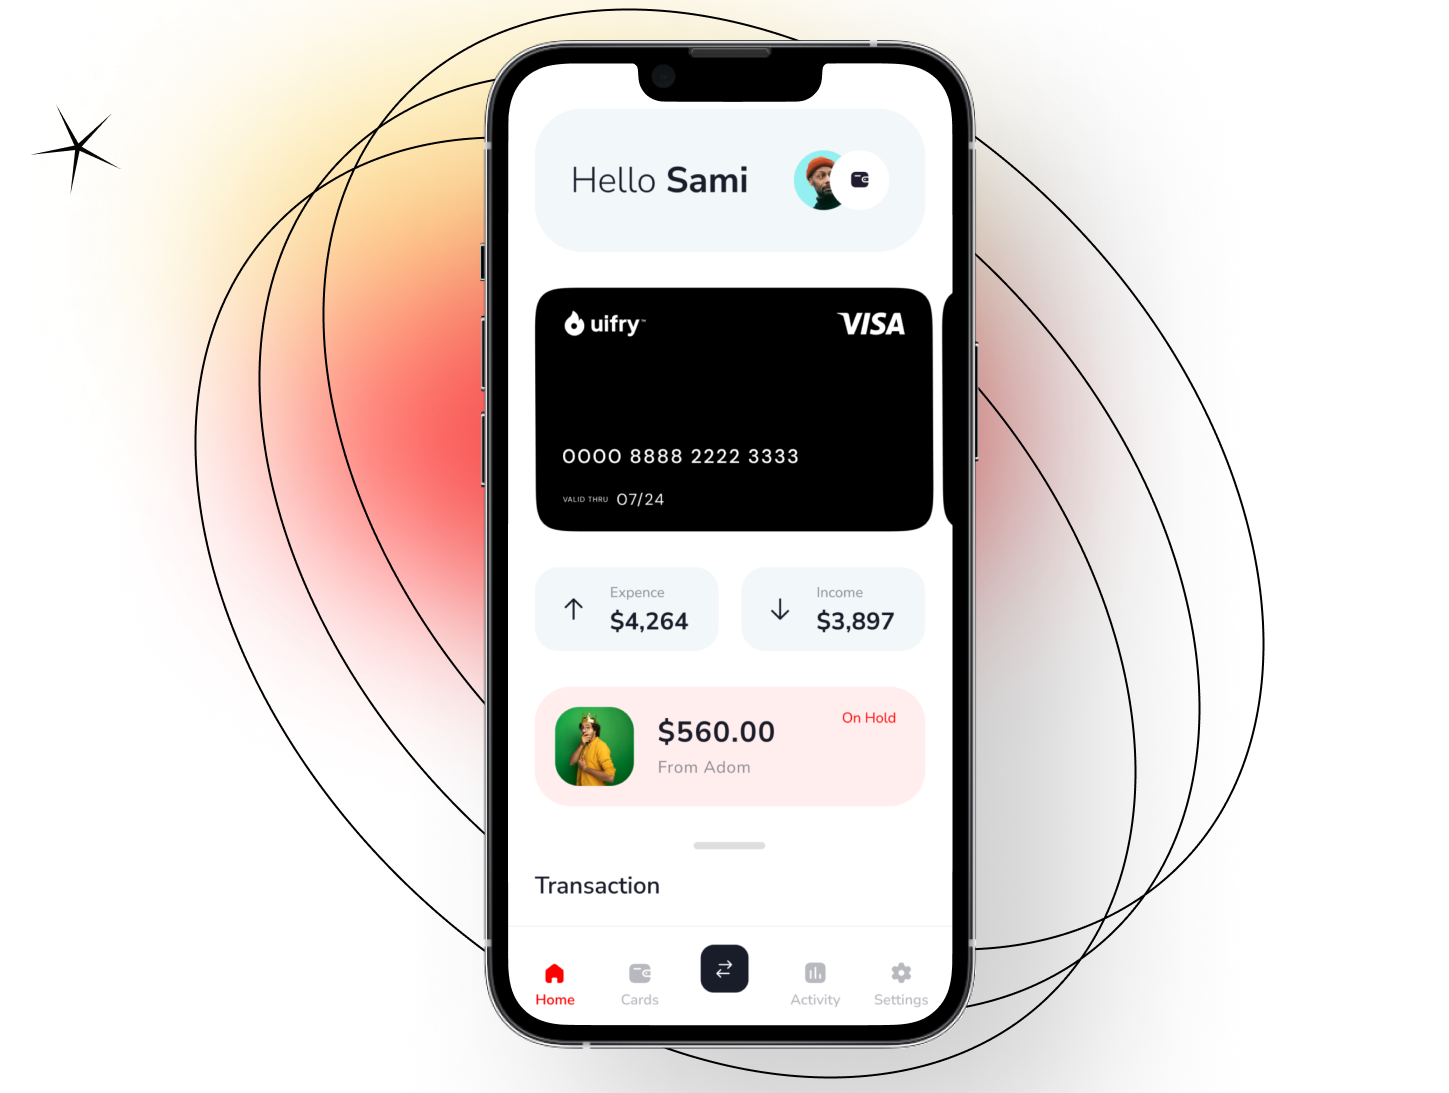 Hello Sami
uifry™
VISA
0000 8888 2222 3333
VALID THRU 07/24
Expence
$4,264
Income
$3,897
$560.00
On Hold
From Adom
Transaction
Home
Cards
Activity
Settings